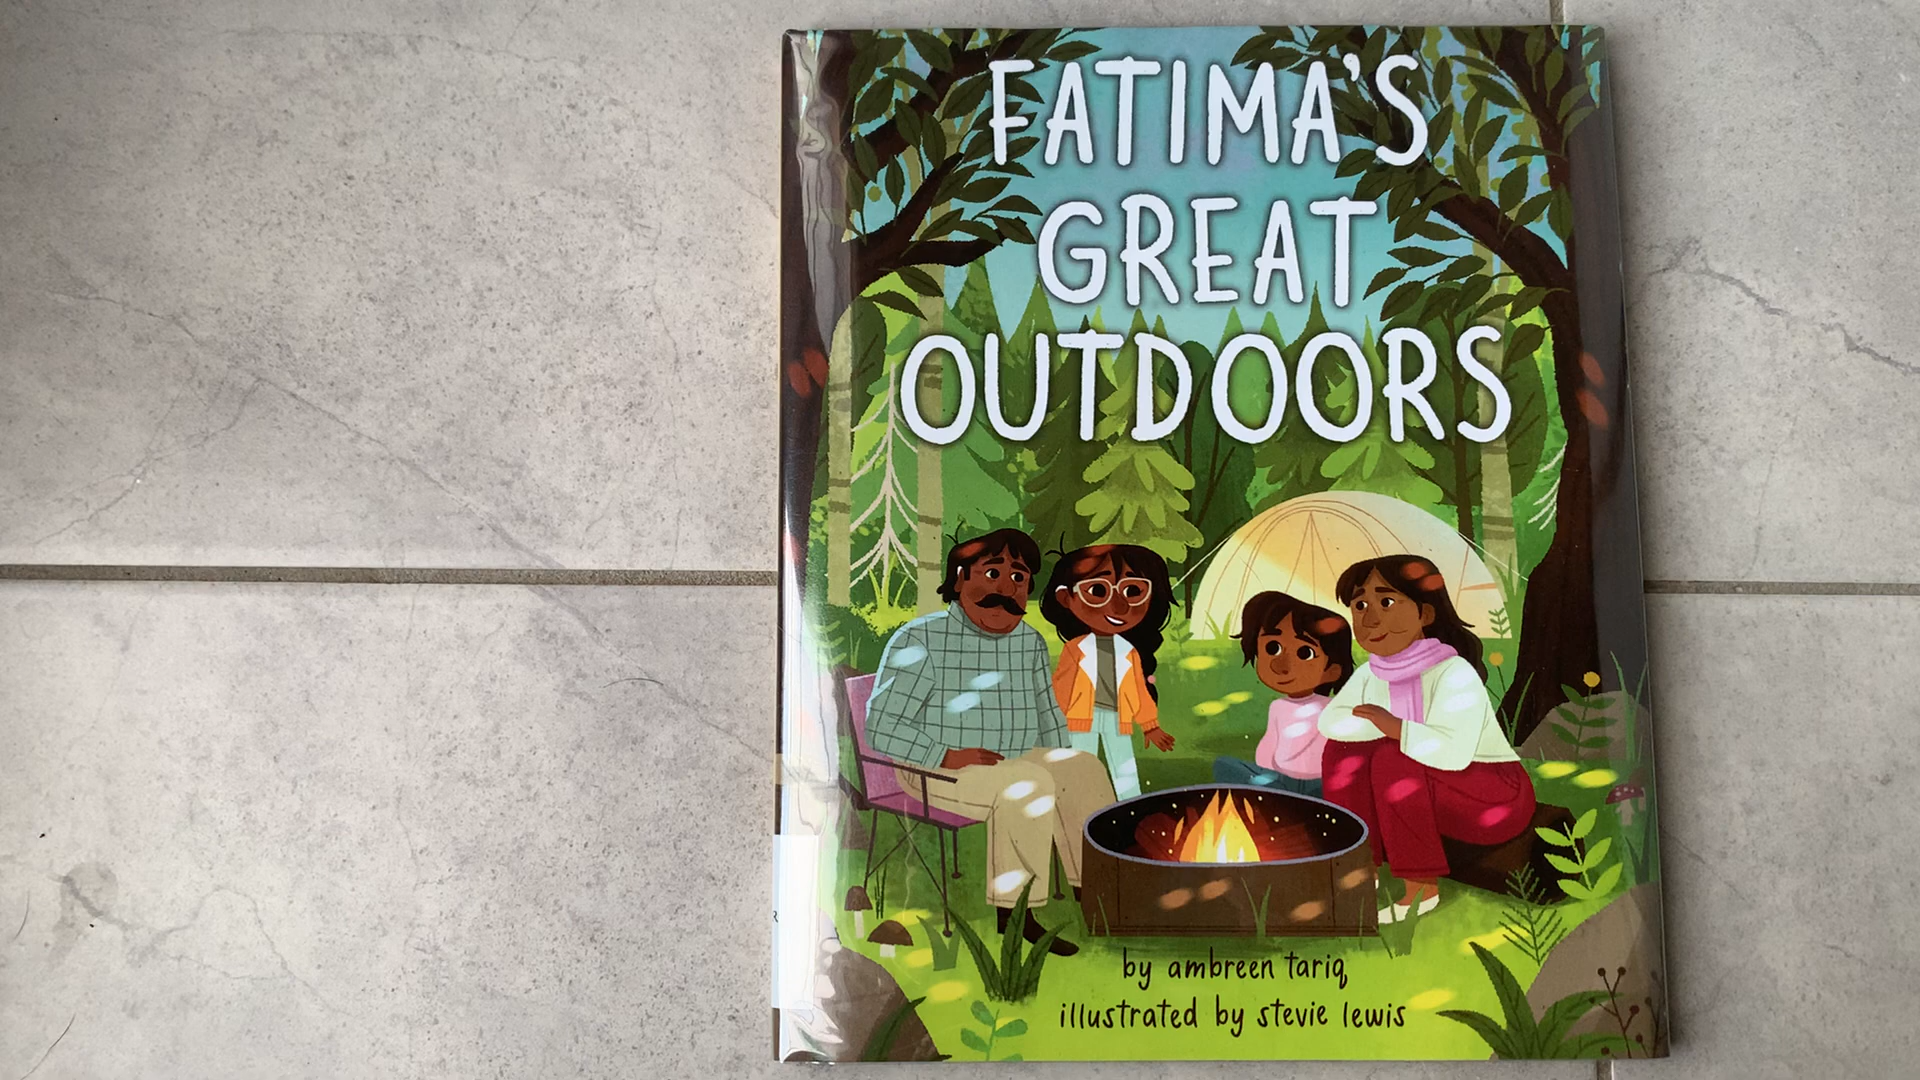 FATIMA'S
GREAT
OUTDOORS
by ambreen tariq
illustrated by stevie lewis
R